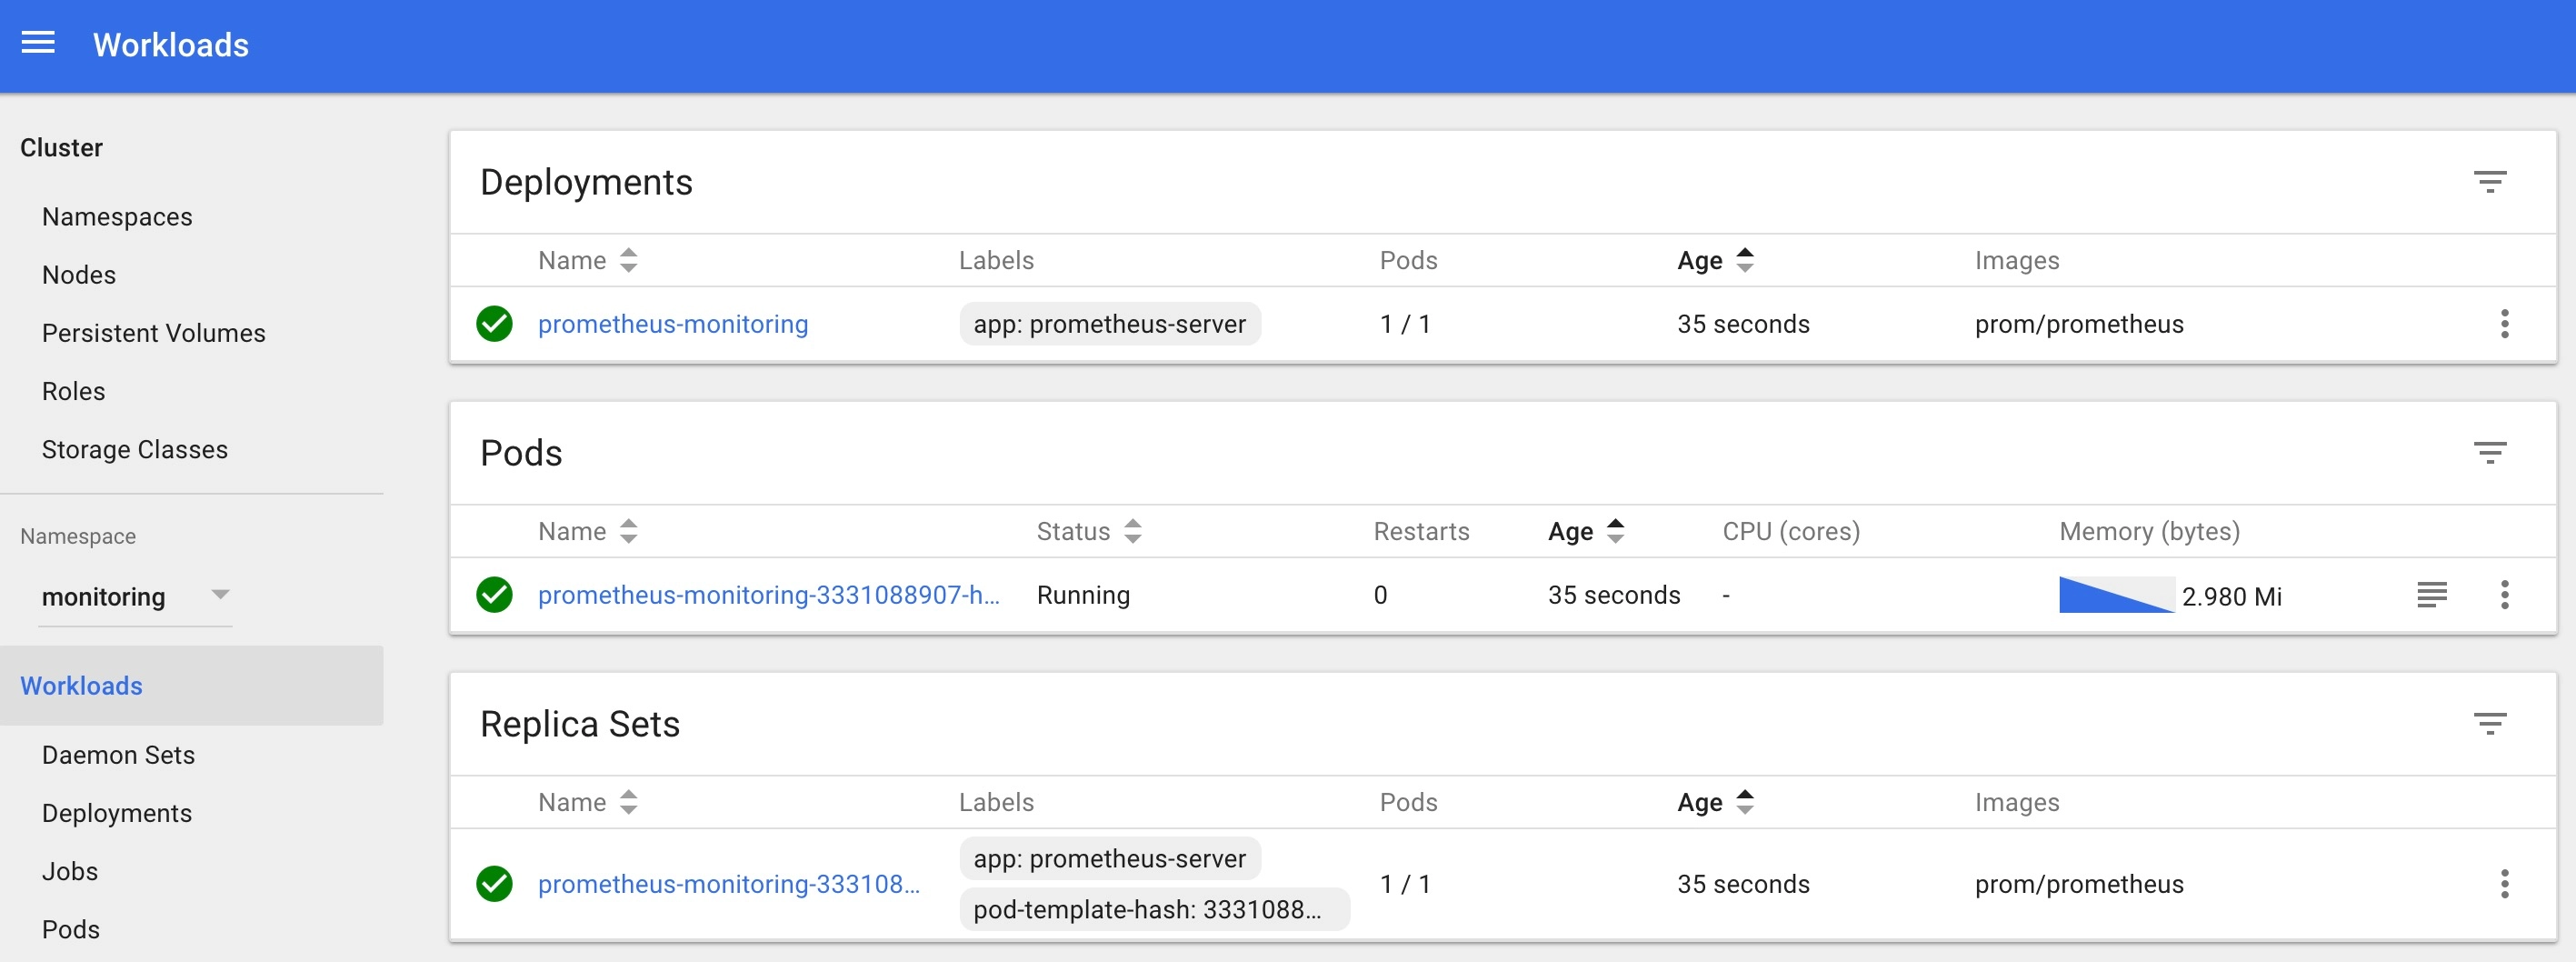 Workloads
Cluster
Namespaces
Nodes
Persistent Volumes
Roles
Storage Classes
Namespace
monitoring
Workloads
Daemon Sets
Deployments
Jobs
Pods
Deployments
Name Labels Pods Age Images
prometheus-monitoring app: prometheus-server 1 / 1 35 seconds prom/prometheus
Pods
Name Status Restarts Age CPU (cores) Memory (bytes)
prometheus-monitoring-3331088907-h... Running 0 35 seconds - 2.980 Mi
Replica Sets
Name Labels Pods Age Images
prometheus-monitoring-333108... app: prometheus-server 1 / 1 35 seconds prom/prometheus
pod-template-hash: 3331088...